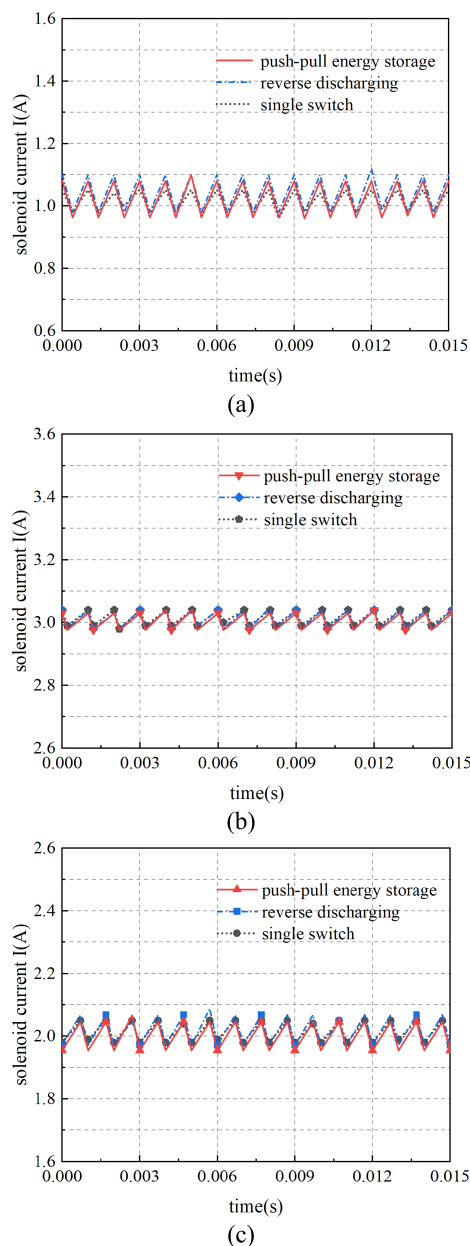 1.6
1.4
1.2
1.0
0.8
0.6
solenoid current I(A)
push-pull energy storage
reverse discharging
single switch
0.000 0.003 0.006 0.009 0.012 0.015
time(s)
(a)
3.6
3.4
3.2
3.0
2.8
2.6
solenoid current I(A)
push-pull energy storage
reverse discharging
single switch
0.000 0.003 0.006 0.009 0.012 0.015
time(s)
(b)
2.6
2.4
2.2
2.0
1.8
1.6
solenoid current I(A)
push-pull energy storage
reverse discharging
single switch
0.000 0.003 0.006 0.009 0.012 0.015
time(s)
(c)